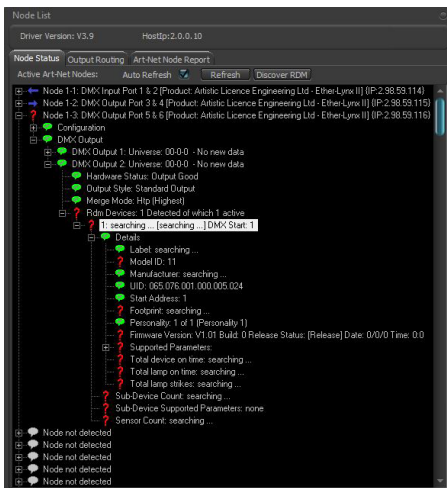 Node List
Driver Version: V3.9 HostIp:2.0.0.10
Node Status Output Routing Art-Net Node Report
Active Art-Net Nodes: Auto Refresh Refresh Discover RDM
Node 1-1: DMX Input Port 1 & 2 [Product: Artistic Licence Engineering Ltd - Ether-Lynx II] (IP:2.98.59.114)
Node 1-2: DMX Output Port 3 & 4 [Product: Artistic Licence Engineering Ltd - Ether-Lynx II] (IP:2.98.59.115)
Node 1-3: DMX Output Port 5 & 6 [Product: Artistic Licence Engineering Ltd - Ether-Lynx II] (IP:2.98.59.116)
Configuration
DMX Output
DMX Output 1: Universe: 00-0-0 - No new data
DMX Output 2: Universe: 00-0-0 - No new data
Hardware Status: Output Good
Output Style: Standard Output
Merge Mode: Htp (Highest)
Rdm Devices: 1 Detected of which 1 active
1: searching ... [searching ...] DMX Start: 1
Details
Label: searching ...
Model ID: 11
Manufacturer: searching ...
UID: 065.076.001.000.005.024
Start Address: 1
Footprint: searching ...
Personality: 1 of 1 (Personality 1)
Firmware Version: V1.01 Build: 0 Release Status: [Release] Date: 0/0/0 Time: 0:0
Supported Parameters:
Total device on time: searching ...
Total lamp on time: searching ...
Total lamp strikes: searching ...
Sub-Device Count: searching ...
Sub-Device Supported Parameters: none
Sensor Count: searching ...
Node not detected
Node not detected
Node not detected
Node not detected
Node not detected